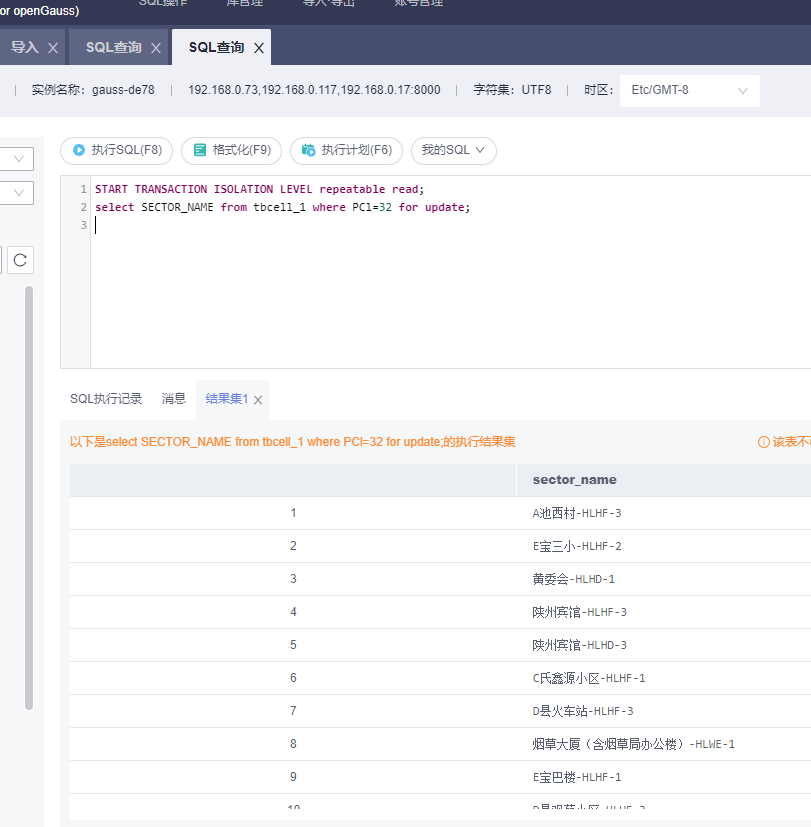 or openGauss)
SQL操作 库管理 导入·导出 账号管理
导入 SQL查询 SQL查询
实例名称: gauss-de78 192.168.0.73,192.168.0.117,192.168.0.17:8000 字符集: UTF8 时区: Etc/GMT-8
执行SQL(F8) 格式化(F9) 执行计划(F6) 我的SQL
1 START TRANSACTION ISOLATION LEVEL repeatable read;
2 select SECTOR_NAME from tbcell_1 where PCl=32 for update;
3
SQL执行记录 消息 结果集1
以下是select SECTOR_NAME from tbcell_1 where PCl=32 for update;的执行结果集 该表不
sector_name
1 A池西村-HLHF-3
2 E宝三小-HLHF-2
3 黄委会-HLHD-1
4 陕州宾馆-HLHF-3
5 陕州宾馆-HLHD-3
6 C氏鑫源小区-HLHF-1
7 D县火车站-HLHF-3
8 烟草大厦（含烟草局办公楼）-HLWE-1
9 E宝巴楼-HLHF-1
10